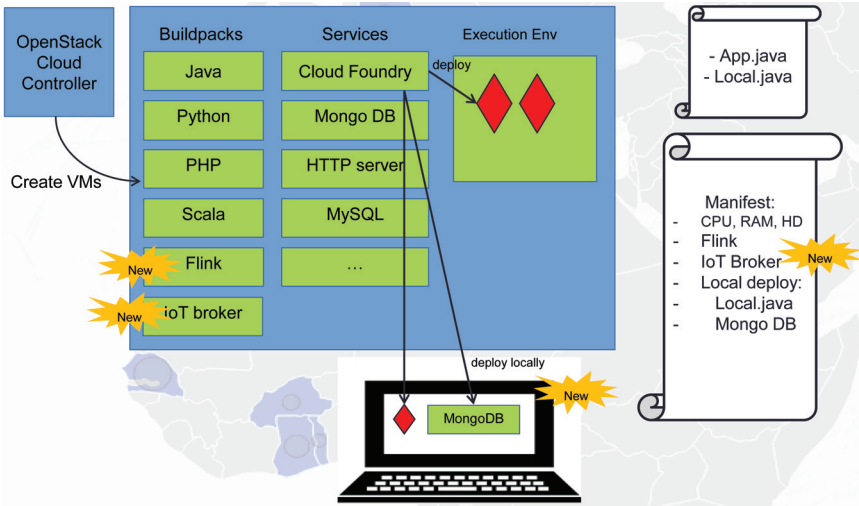 OpenStack
Cloud
Controller
Create VMs
Buildpacks
Java
Python
PHP
Scala
New
Flink
New
ioT broker
Services
Cloud Foundry
Mongo DB
HTTP server
MySQL
...
Execution Env
deploy
deploy locally
MongoDB
New
- App.java
- Local.java
Manifest:
- CPU, RAM, HD
- Flink
- IoT Broker
New
- Local deploy:
- Local.java
- Mongo DB